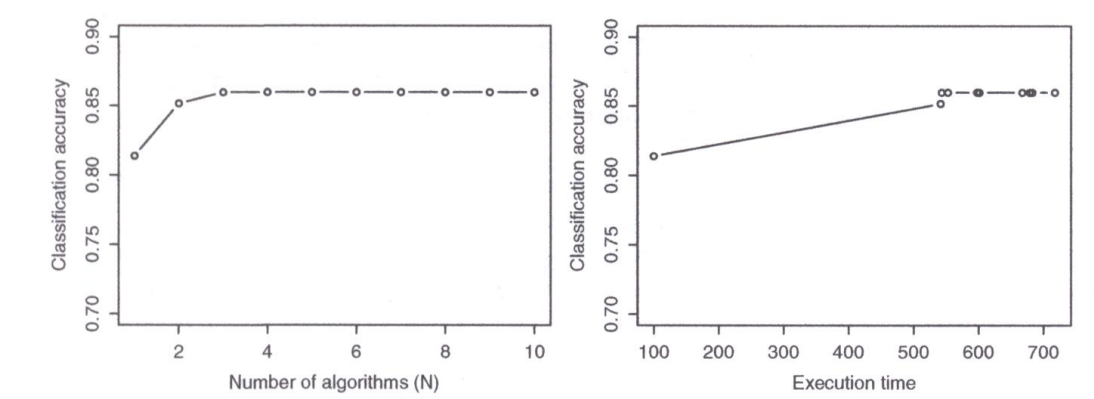 0.90
0.85
0.80
0.75
0.70
Classification accuracy
2 4 6 8 10
Number of algorithms (N)
0.90
0.85
0.80
0.75
0.70
Classification accuracy
100 200 300 400 500 600 700
Execution time